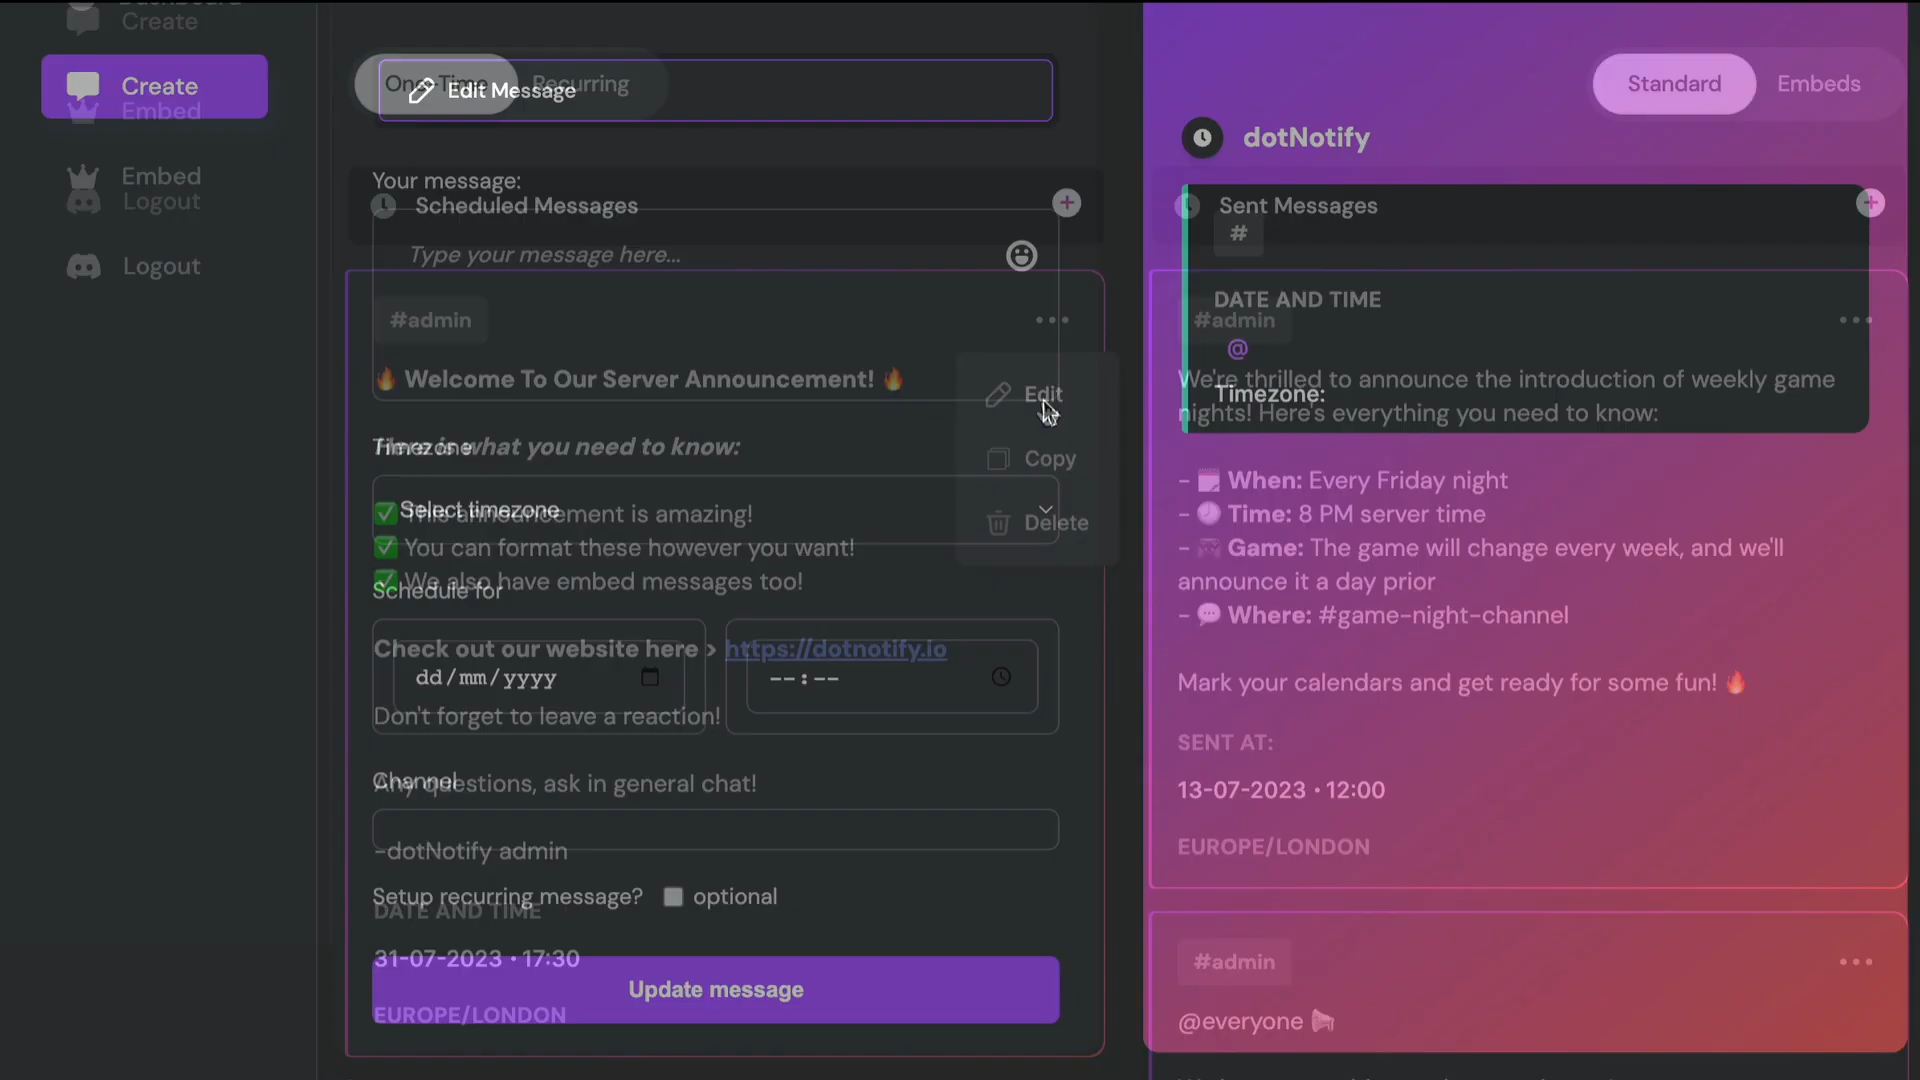 Dashboard
Create
Create
Embed
Embed
Logout
Logout
One-Time
Recurring
Edit Message
Your message:
Scheduled Messages
Type your message here...
#admin
🔥 Welcome To Our Server Announcement! 🔥
Edit
Copy
Delete
Timezone
Here is what you need to know:
Select timezone
✅ This announcement is amazing!
✅ You can format these however you want!
✅ We also have embed messages too!
Schedule for
Check out our website here > https://dotnotify.io
dd/mm/yyyy
--:--
Don't forget to leave a reaction!
Channel
Any questions, ask in general chat!
-dotNotify admin
Setup recurring message? optional
DATE AND TIME
31-07-2023 • 17:30
Update message
EUROPE/LONDON
Standard
Embeds
dotNotify
Sent Messages
#
DATE AND TIME
#admin
@
We're thrilled to announce the introduction of weekly game
Timezone:
nights! Here's everything you need to know:
- 🗓️ When: Every Friday night
- 🕗 Time: 8 PM server time
- 🎮 Game: The game will change every week, and we'll
announce it a day prior
- 💬 Where: #game-night-channel
Mark your calendars and get ready for some fun! 🔥
SENT AT:
13-07-2023 • 12:00
EUROPE/LONDON
#admin
@everyone 📣